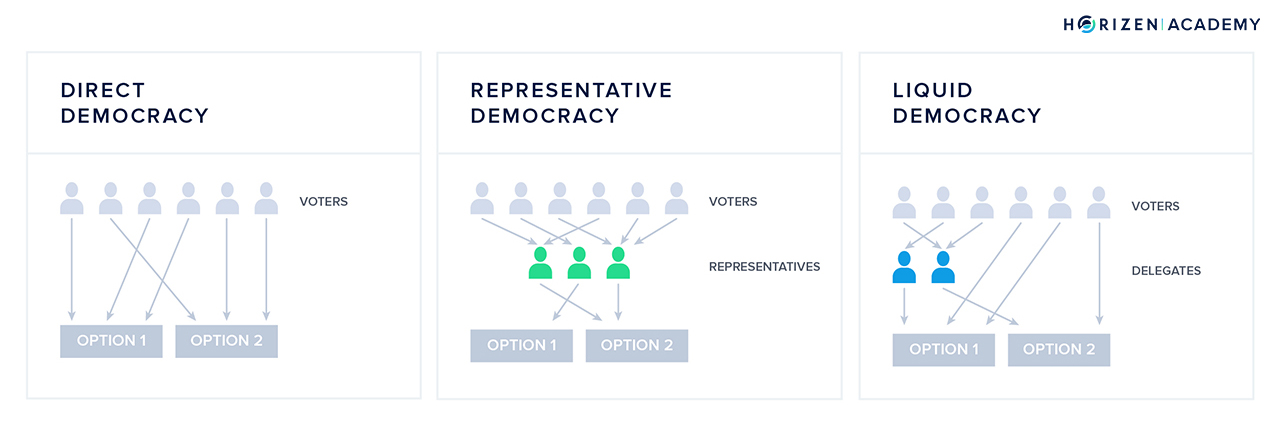 HORIZEN | ACADEMY
DIRECT
DEMOCRACY
VOTERS
OPTION 1
OPTION 2
REPRESENTATIVE
DEMOCRACY
VOTERS
REPRESENTATIVES
OPTION 1
OPTION 2
LIQUID
DEMOCRACY
VOTERS
DELEGATES
OPTION 1
OPTION 2